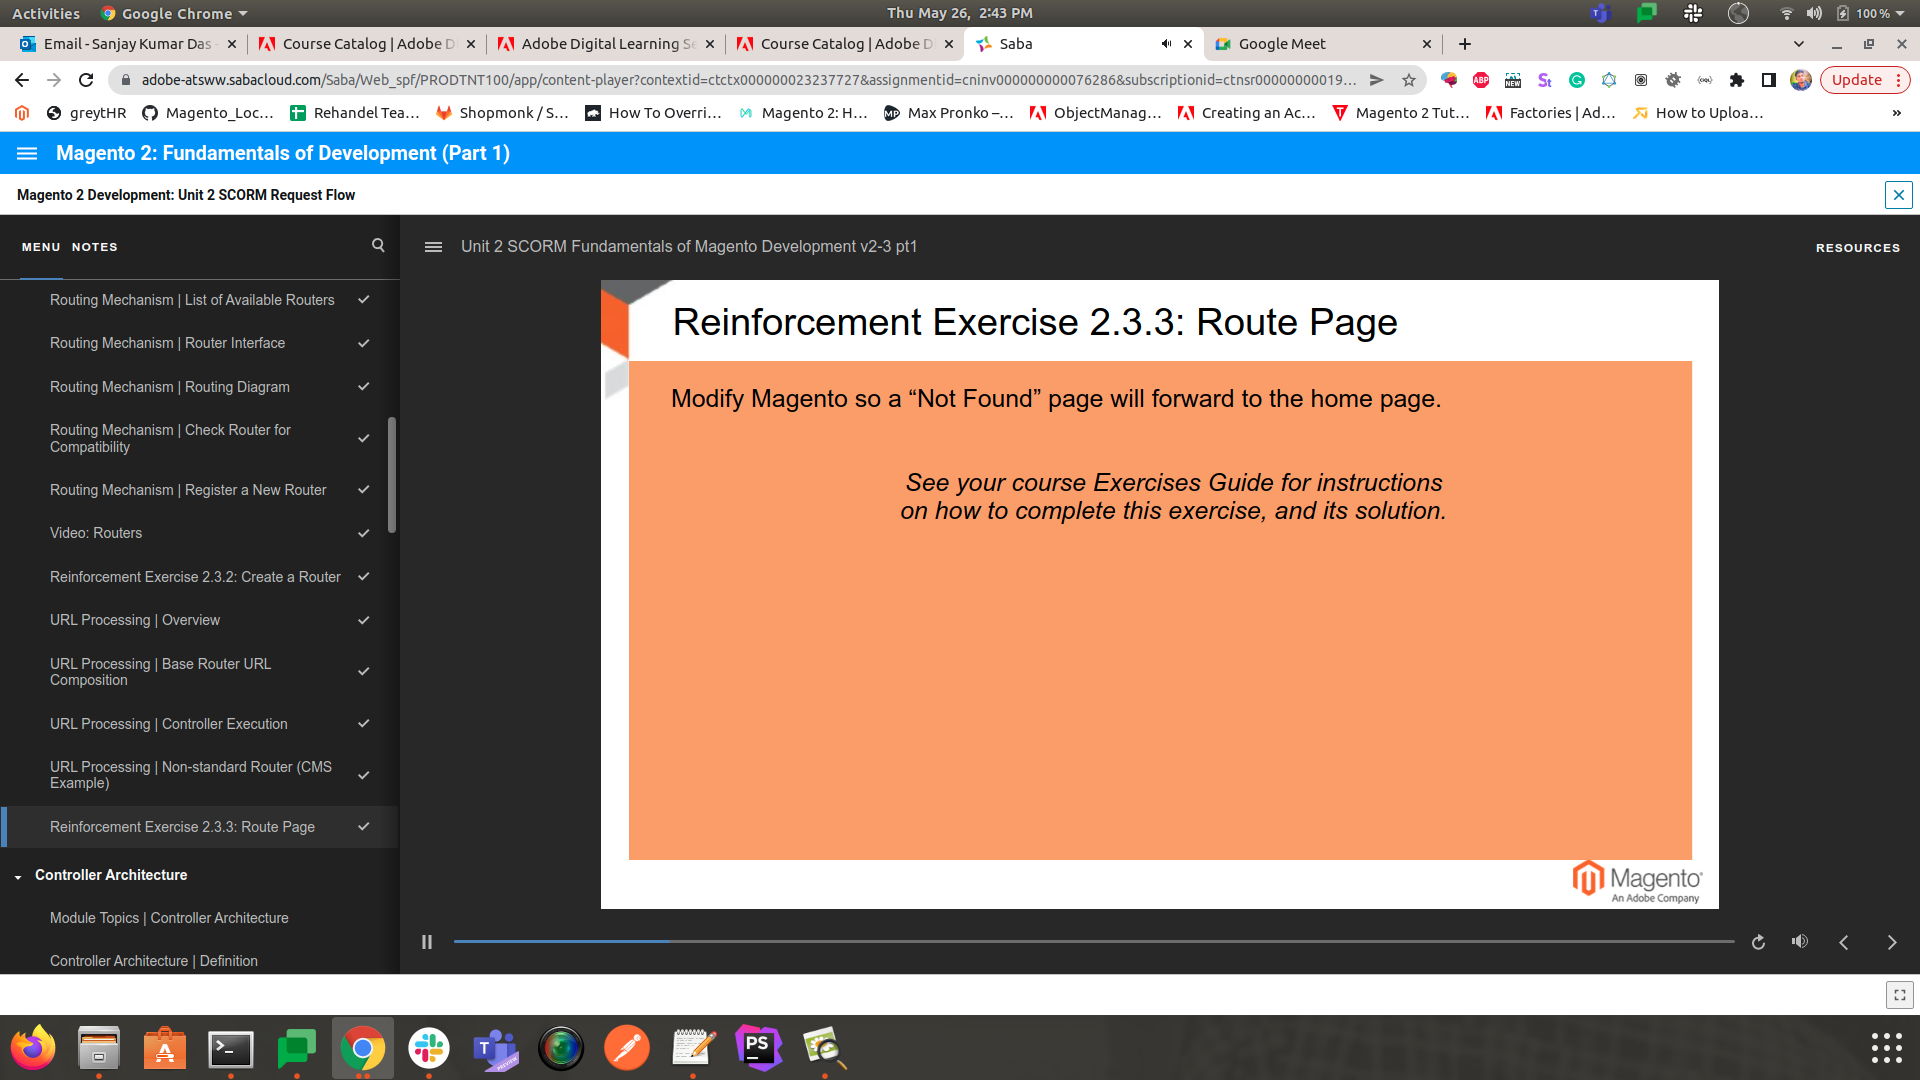 Activities
Google Chrome
Thu May 26, 2:43 PM
100 %
Email - Sanjay Kumar Das
Course Catalog | Adobe D
Adobe Digital Learning Se
Course Catalog | Adobe D
Saba
Google Meet
adobe-atsww.sabacloud.com/Saba/Web_spf/PRODTNT100/app/content-player?contextid=ctctx000000023237727&assignmentid=cninv000000000076286&subscriptionid=ctnsr00000000019...
ABP
NEW
Update
greytHR
Magento_Loc...
Rehandel Tea...
Shopmonk / S...
How To Overri...
Magento 2: H...
Max Pronko –...
ObjectManag...
Creating an Ac...
Magento 2 Tut...
Factories | Ad...
How to Uploa...
»
Magento 2: Fundamentals of Development (Part 1)
Magento 2 Development: Unit 2 SCORM Request Flow
MENU
NOTES
Unit 2 SCORM Fundamentals of Magento Development v2-3 pt1
RESOURCES
Routing Mechanism | List of Available Routers
Routing Mechanism | Router Interface
Routing Mechanism | Routing Diagram
Routing Mechanism | Check Router for
Compatibility
Routing Mechanism | Register a New Router
Video: Routers
Reinforcement Exercise 2.3.2: Create a Router
URL Processing | Overview
URL Processing | Base Router URL
Composition
URL Processing | Controller Execution
URL Processing | Non-standard Router (CMS
Example)
Reinforcement Exercise 2.3.3: Route Page
Controller Architecture
Module Topics | Controller Architecture
Controller Architecture | Definition
Reinforcement Exercise 2.3.3: Route Page
Modify Magento so a “Not Found” page will forward to the home page.
See your course Exercises Guide for instructions
on how to complete this exercise, and its solution.
Magento
An Adobe Company
PS